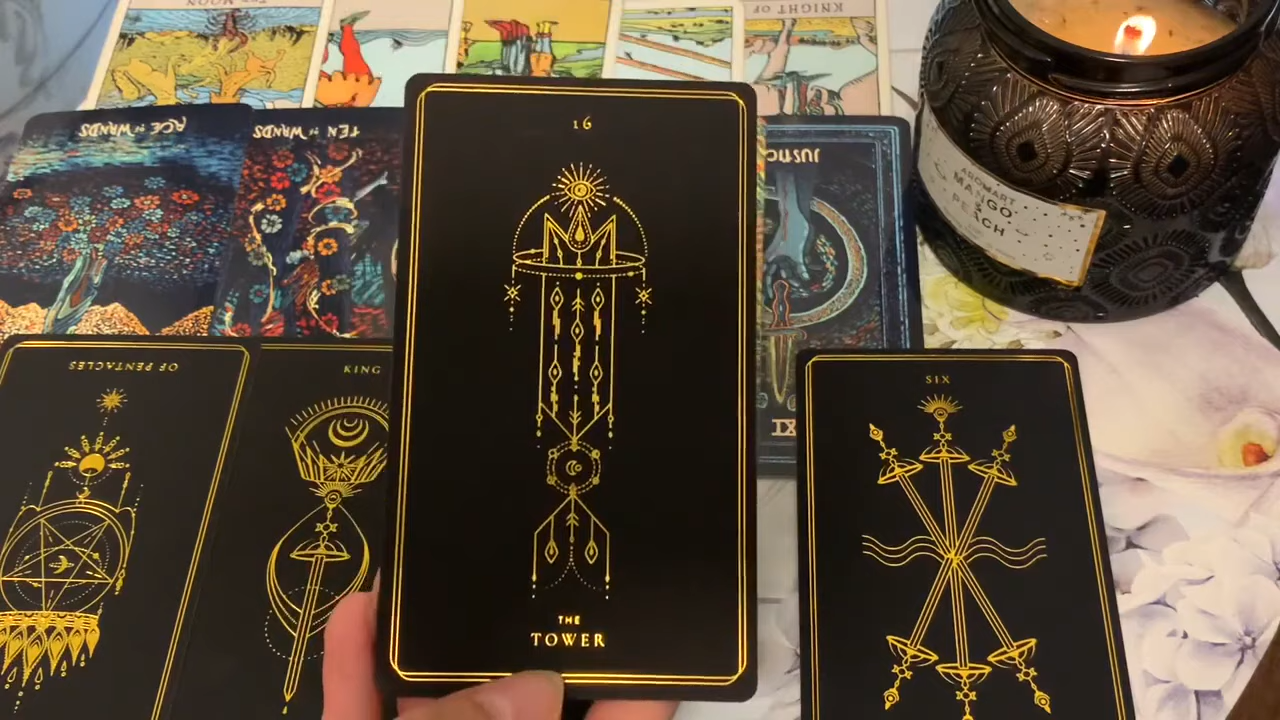 THE MOON
KNIGHT OF
ACE OF WANDS
TEN OF WANDS
16
JUSTICE
AROMART
MANGO
&
PEACH
OF PENTACLES
KING
SIX
XI
THE
TOWER